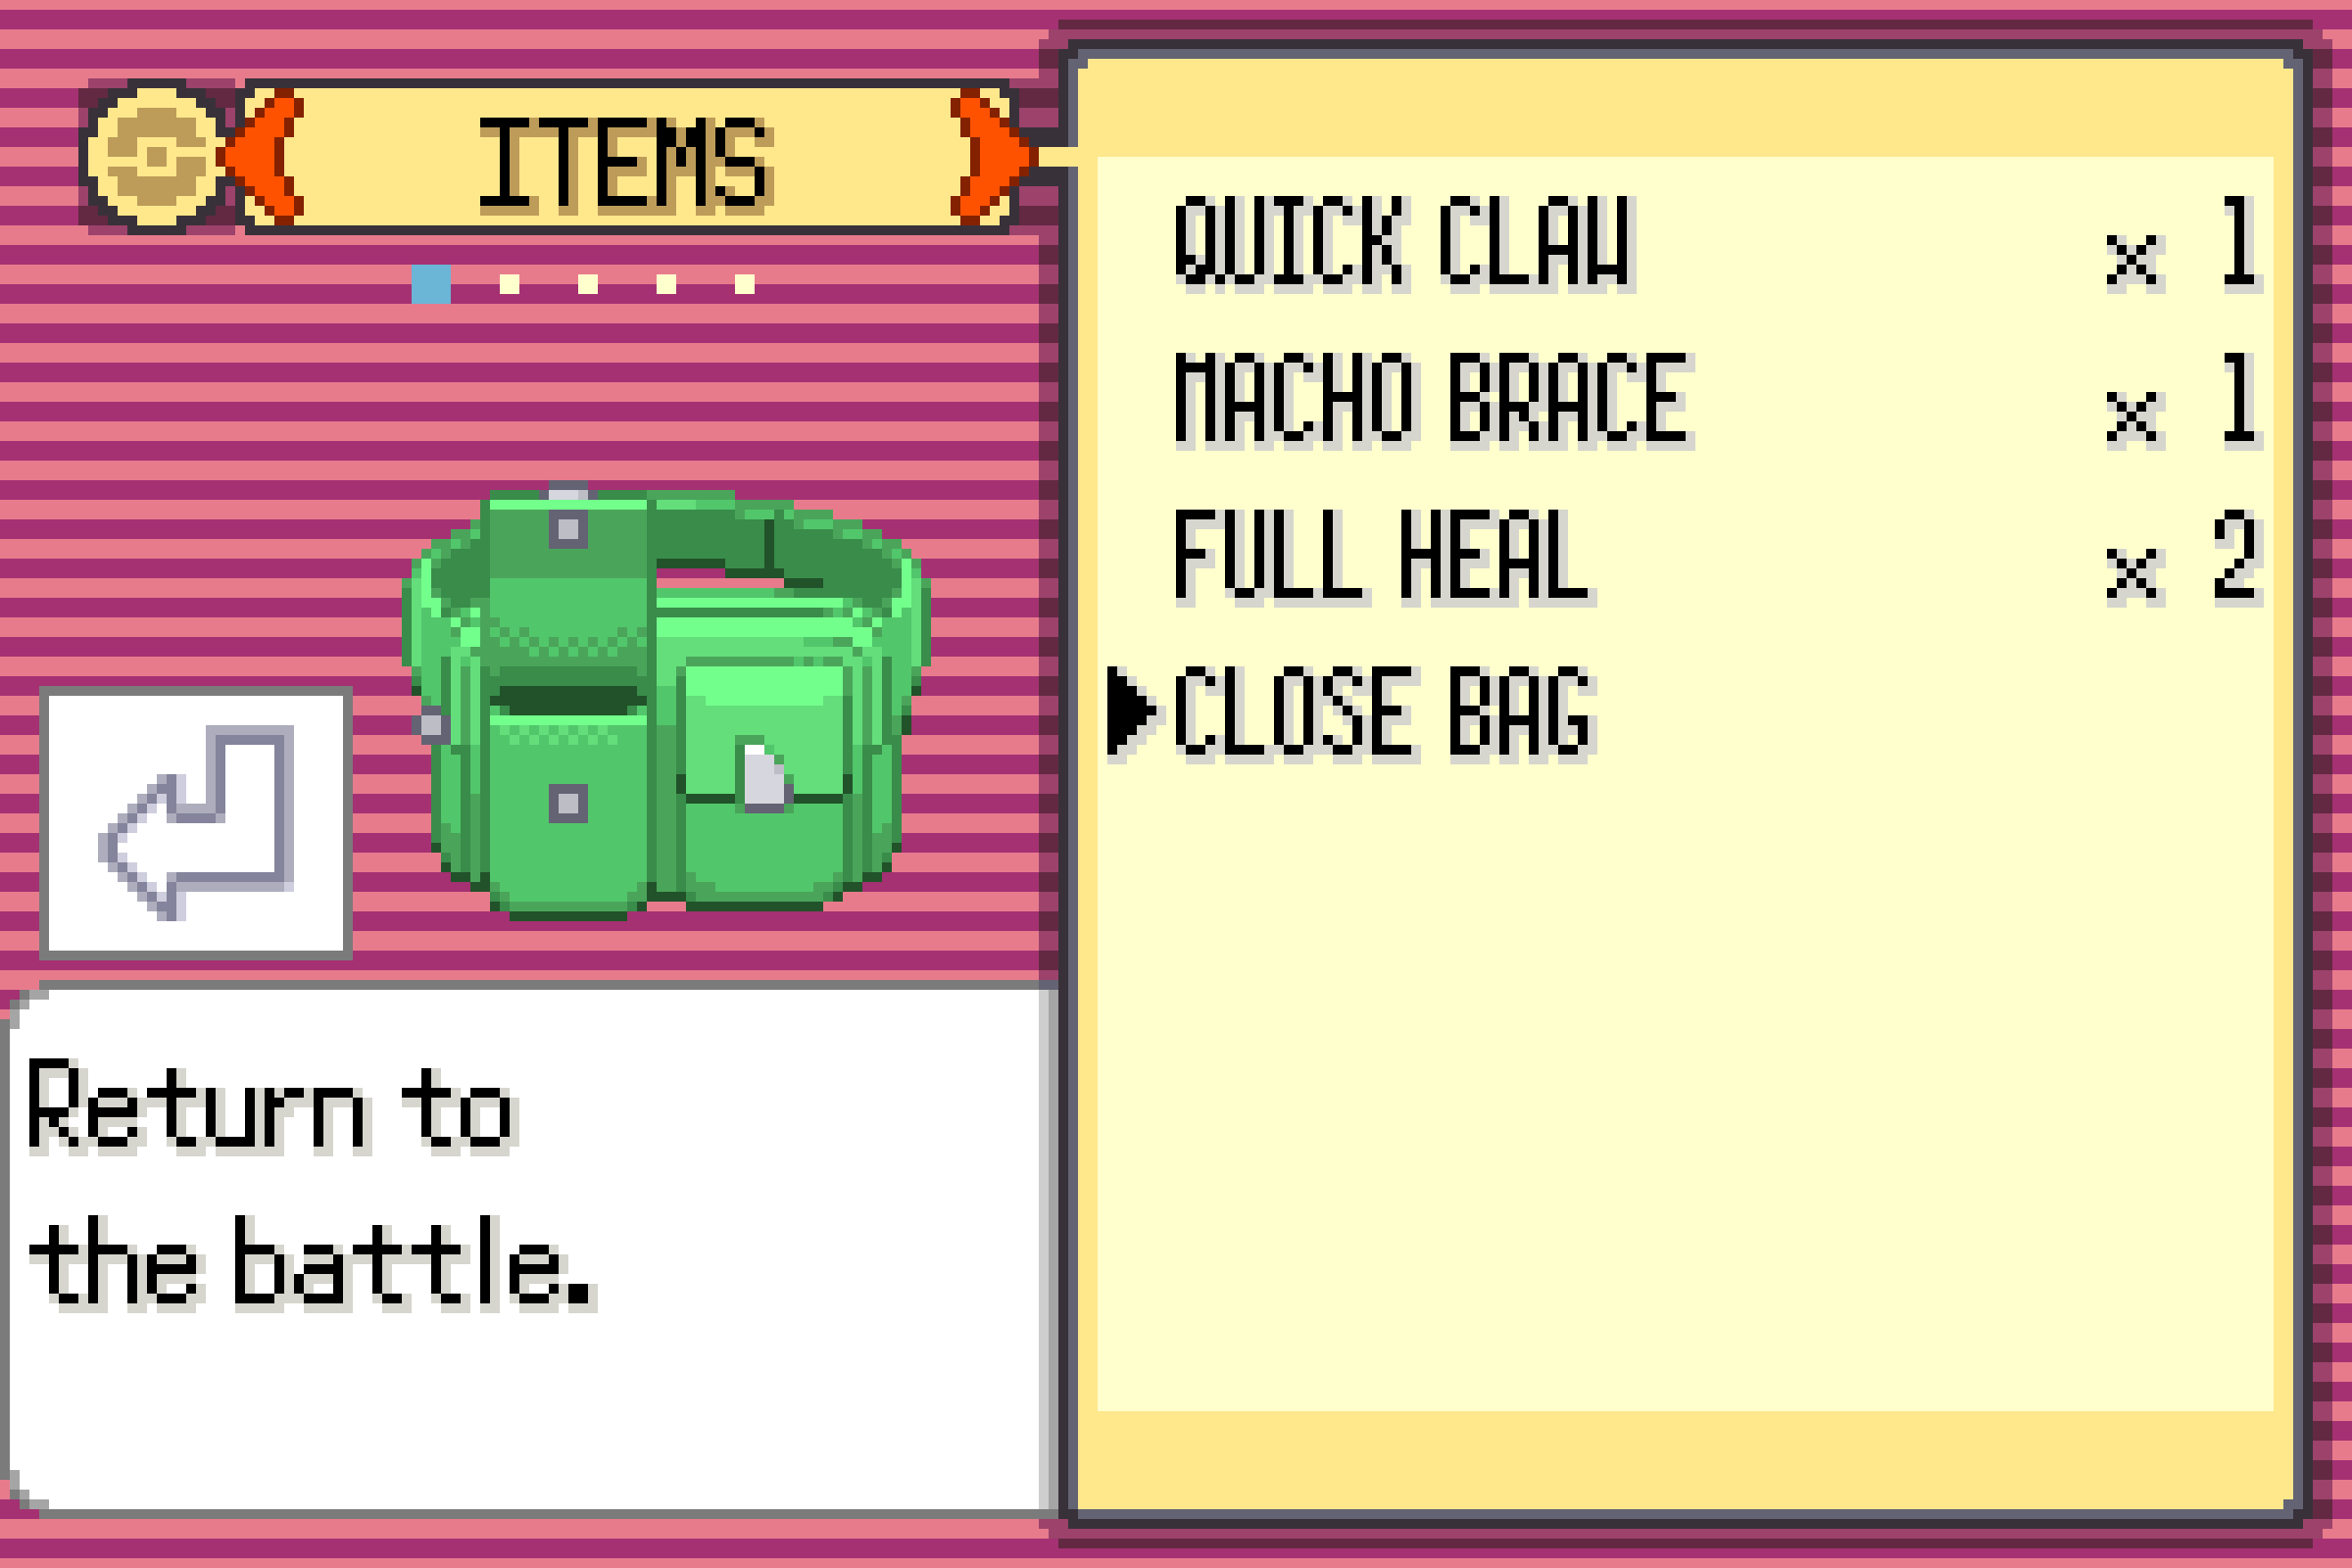 ITEMS
QUICK CLAW × 1
MACHO BRACE × 1
FULL HEAL × 2
▶CLOSE BAG
Return to
the battle.